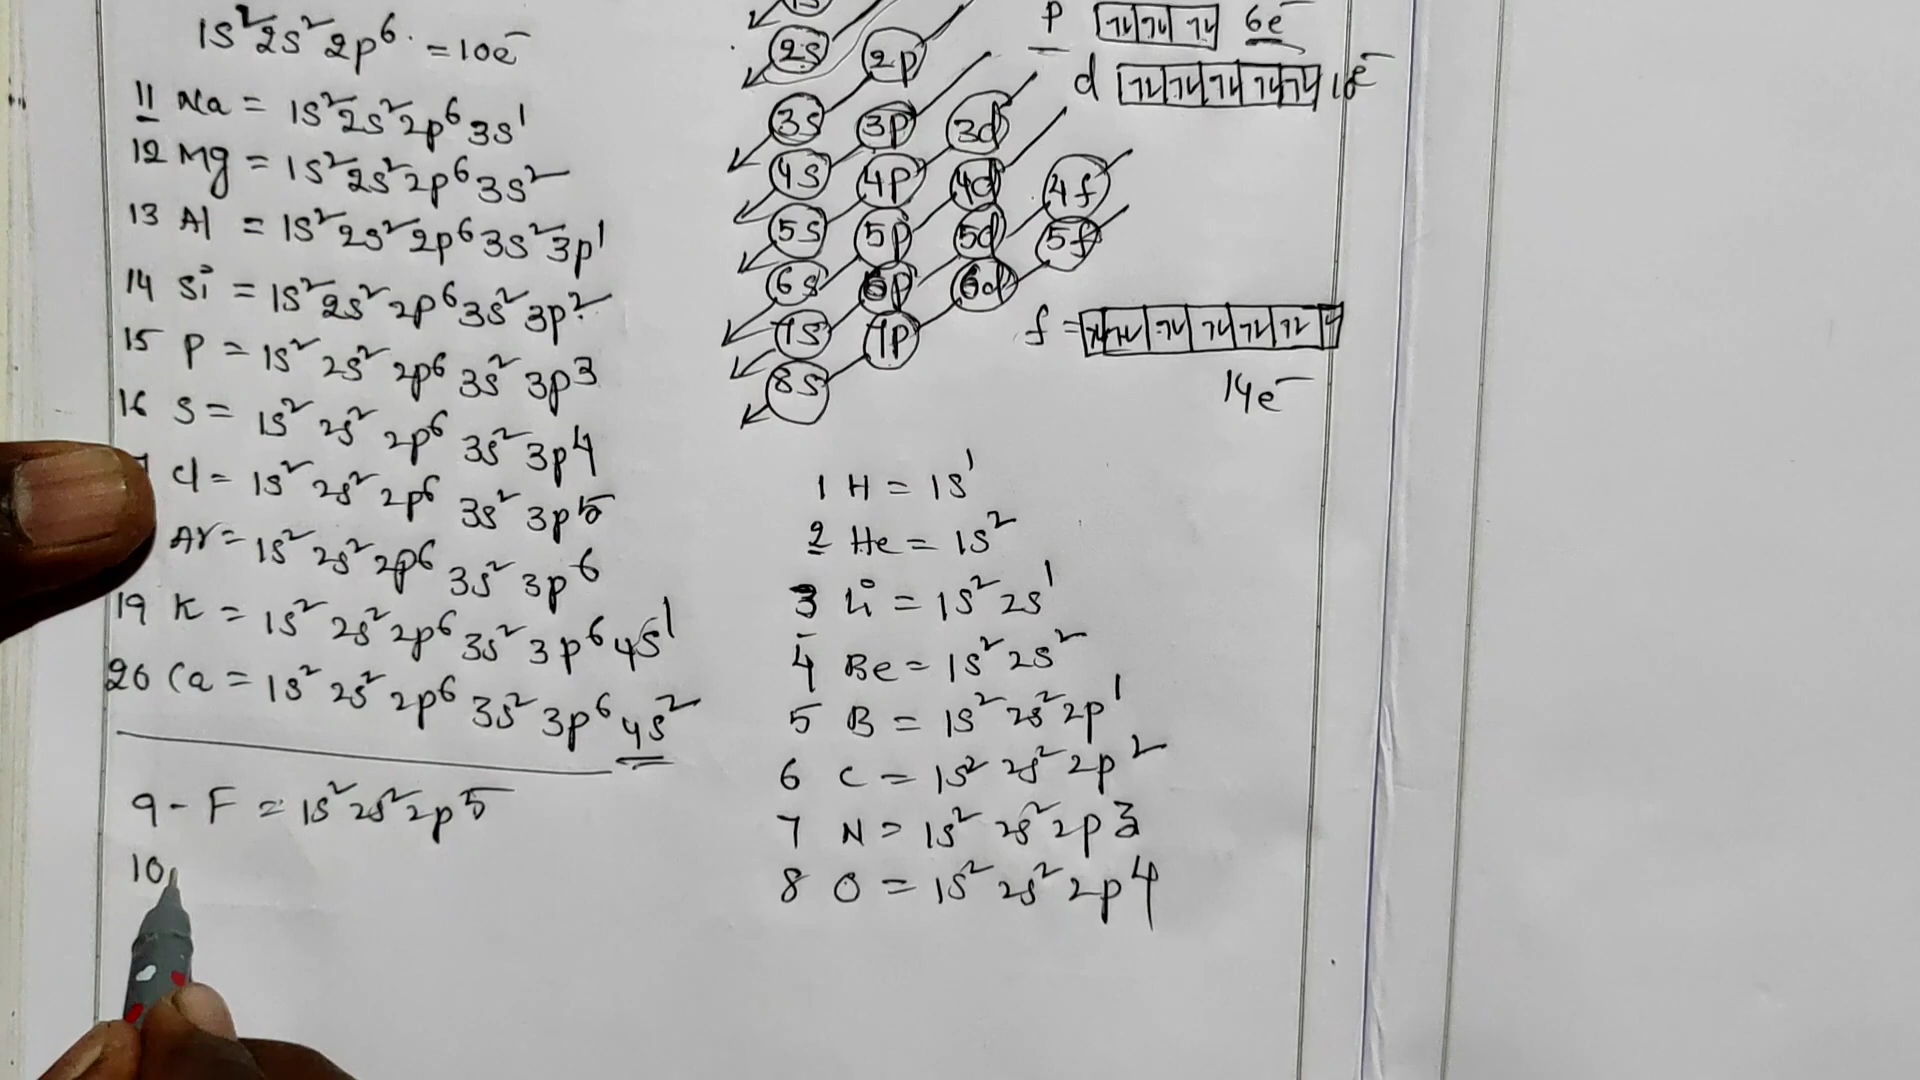 1s² 2s² 2p⁶ = 10e⁻
11 Na = 1s² 2s² 2p⁶ 3s¹
12 Mg = 1s² 2s² 2p⁶ 3s²
13 Al = 1s² 2s² 2p⁶ 3s² 3p¹
14 Si = 1s² 2s² 2p⁶ 3s² 3p²
15 P = 1s² 2s² 2p⁶ 3s² 3p³
16 S = 1s² 2s² 2p⁶ 3s² 3p⁴
Cl = 1s² 2s² 2p⁶ 3s² 3p⁵
Ar = 1s² 2s² 2p⁶ 3s² 3p⁶
19 K = 1s² 2s² 2p⁶ 3s² 3p⁶ 4s¹
20 Ca = 1s² 2s² 2p⁶ 3s² 3p⁶ 4s²
9 - F = 1s² 2s² 2p⁵
10
1s
2s 2p
3s 3p 3d
4s 4p 4d 4f
5s 5p 5d 5f
6s 6p 6d
7s 7p
8s
p 6e⁻
d 10e⁻
f =
14e⁻
1 H = 1s¹
2 He = 1s²
3 Li = 1s² 2s¹
4 Be = 1s² 2s²
5 B = 1s² 2s² 2p¹
6 C = 1s² 2s² 2p²
7 N = 1s² 2s² 2p³
8 O = 1s² 2s² 2p⁴